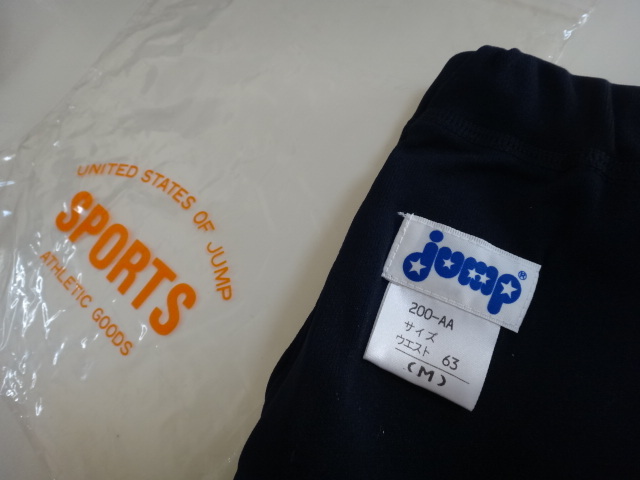 UNITED STATES OF JUMP
SPORTS
ATHLETIC GOODS
jump®
200-AA
サイズ
ウエスト 63
(M)